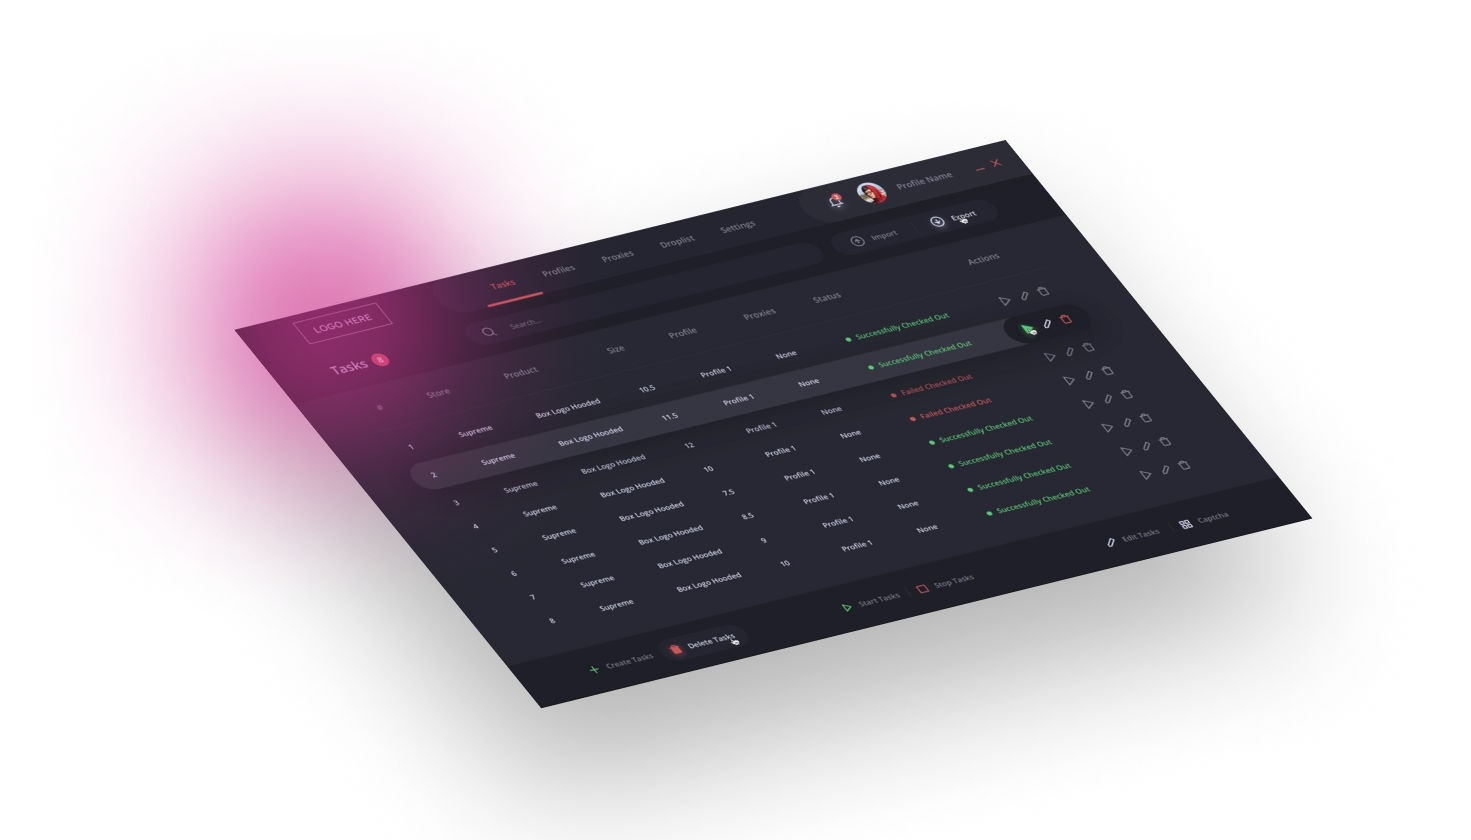 LOGO HERE
Tasks Profiles Proxies Droplist Settings
Profile Name
Tasks 8
Search...
Import Export
# Store Product Size Profile Proxies Status Actions
1 Supreme Box Logo Hooded 10.5 Profile 1 None Successfully Checked Out
2 Supreme Box Logo Hooded 11.5 Profile 1 None Successfully Checked Out
3 Supreme Box Logo Hooded 12 Profile 1 None Failed Checked Out
4 Supreme Box Logo Hooded 10 Profile 1 None Failed Checked Out
5 Supreme Box Logo Hooded 7.5 Profile 1 None Successfully Checked Out
6 Supreme Box Logo Hooded 8.5 Profile 1 None Successfully Checked Out
7 Supreme Box Logo Hooded 9 Profile 1 None Successfully Checked Out
8 Supreme Box Logo Hooded 10 Profile 1 None Successfully Checked Out
Create Tasks Delete Tasks Start Tasks Stop Tasks Edit Tasks Captcha